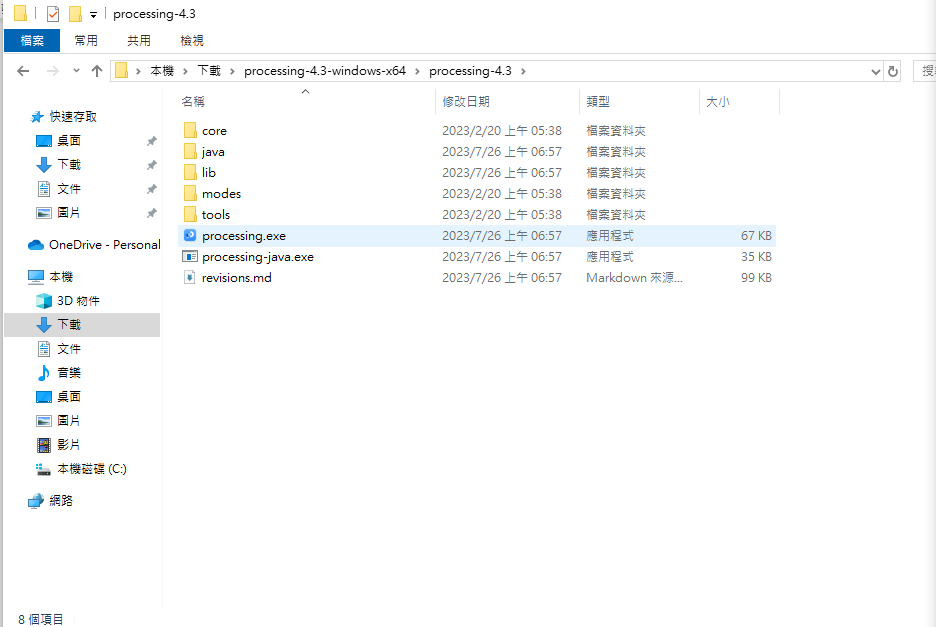 processing-4.3
檔案 常用 共用 檢視
本機 下載 processing-4.3-windows-x64 processing-4.3
名稱 修改日期 類型 大小
快速存取
桌面
下載
文件
圖片
OneDrive - Personal
本機
3D 物件
下載
文件
音樂
桌面
圖片
影片
本機磁碟 (C:)
網路
core 2023/2/20 上午 05:38 檔案資料夾
java 2023/7/26 上午 06:57 檔案資料夾
lib 2023/7/26 上午 06:57 檔案資料夾
modes 2023/2/20 上午 05:38 檔案資料夾
tools 2023/2/20 上午 05:38 檔案資料夾
processing.exe 2023/7/26 上午 06:57 應用程式 67 KB
processing-java.exe 2023/7/26 上午 06:57 應用程式 35 KB
revisions.md 2023/7/26 上午 06:57 Markdown 來源... 99 KB
8 個項目